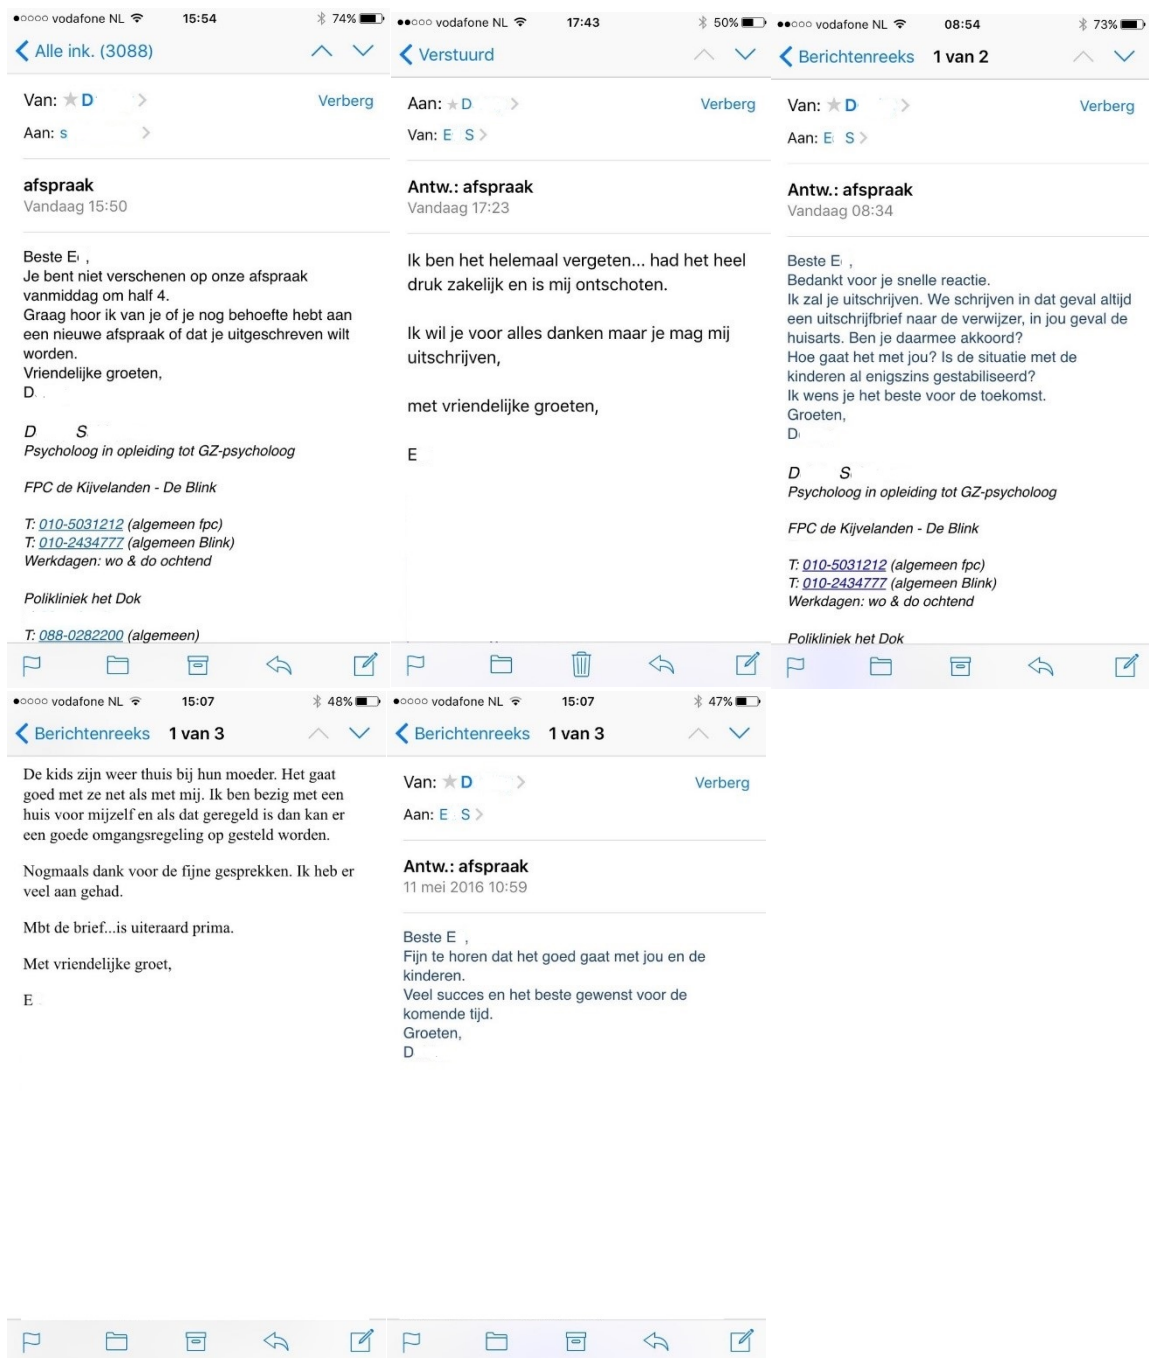 vodafone NL 15:54 74%
Alle ink. (3088)
Van: D
Verberg
Aan: s
afspraak
Vandaag 15:50
Beste E ,
Je bent niet verschenen op onze afspraak
vanmiddag om half 4.
Graag hoor ik van je of je nog behoefte hebt aan
een nieuwe afspraak of dat je uitgeschreven wilt
worden.
Vriendelijke groeten,
D
D S
Psycholoog in opleiding tot GZ-psycholoog
FPC de Kijvelanden - De Blink
T: 010-5031212 (algemeen fpc)
T: 010-2434777 (algemeen Blink)
Werkdagen: wo & do ochtend
Polikliniek het Dok
T: 088-0282200 (algemeen)
vodafone NL 17:43 50%
Verstuurd
Aan: D
Verberg
Van: E S
Antw.: afspraak
Vandaag 17:23
Ik ben het helemaal vergeten... had het heel
druk zakelijk en is mij ontschoten.
Ik wil je voor alles danken maar je mag mij
uitschrijven,
met vriendelijke groeten,
E
vodafone NL 08:54 73%
Berichtenreeks 1 van 2
Van: D
Verberg
Aan: E S
Antw.: afspraak
Vandaag 08:34
Beste E ,
Bedankt voor je snelle reactie.
Ik zal je uitschrijven. We schrijven in dat geval altijd
een uitschrijfbrief naar de verwijzer, in jou geval de
huisarts. Ben je daarmee akkoord?
Hoe gaat het met jou? Is de situatie met de
kinderen al enigszins gestabiliseerd?
Ik wens je het beste voor de toekomst.
Groeten,
D
D S
Psycholoog in opleiding tot GZ-psycholoog
FPC de Kijvelanden - De Blink
T: 010-5031212 (algemeen fpc)
T: 010-2434777 (algemeen Blink)
Werkdagen: wo & do ochtend
Polikliniek het Dok
vodafone NL 15:07 48%
Berichtenreeks 1 van 3
De kids zijn weer thuis bij hun moeder. Het gaat
goed met ze net als met mij. Ik ben bezig met een
huis voor mijzelf en als dat geregeld is dan kan er
een goede omgangsregeling op gesteld worden.
Nogmaals dank voor de fijne gesprekken. Ik heb er
veel aan gehad.
Mbt de brief...is uiteraard prima.
Met vriendelijke groet,
E
vodafone NL 15:07 47%
Berichtenreeks 1 van 3
Van: D
Verberg
Aan: E S
Antw.: afspraak
11 mei 2016 10:59
Beste E ,
Fijn te horen dat het goed gaat met jou en de
kinderen.
Veel succes en het beste gewenst voor de
komende tijd.
Groeten,
D